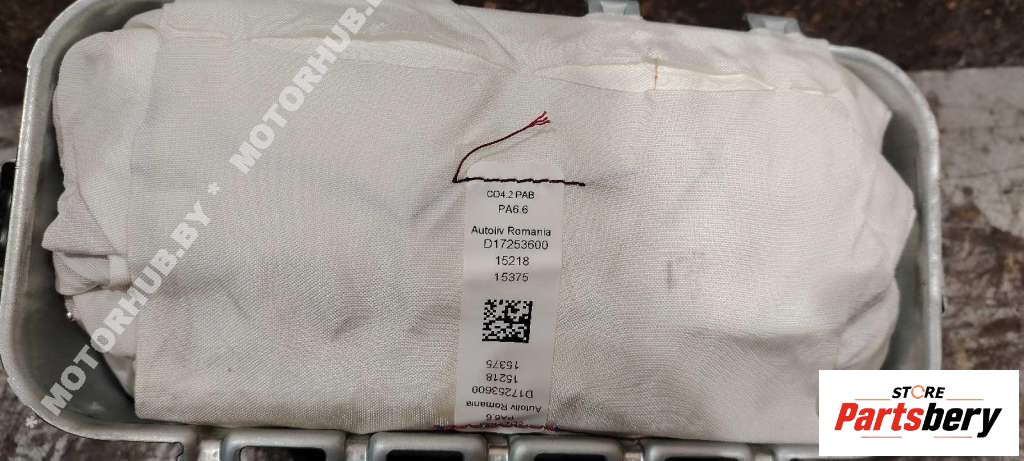 MOTORHUB.BY * MOTORHUB.BY
CD4.2 PAB
PA6.6
Autoliv Romania
D17253600
15218
15375
15375
15218
D17253600
Autoliv Romania
PA6.6
STORE
Partsbery